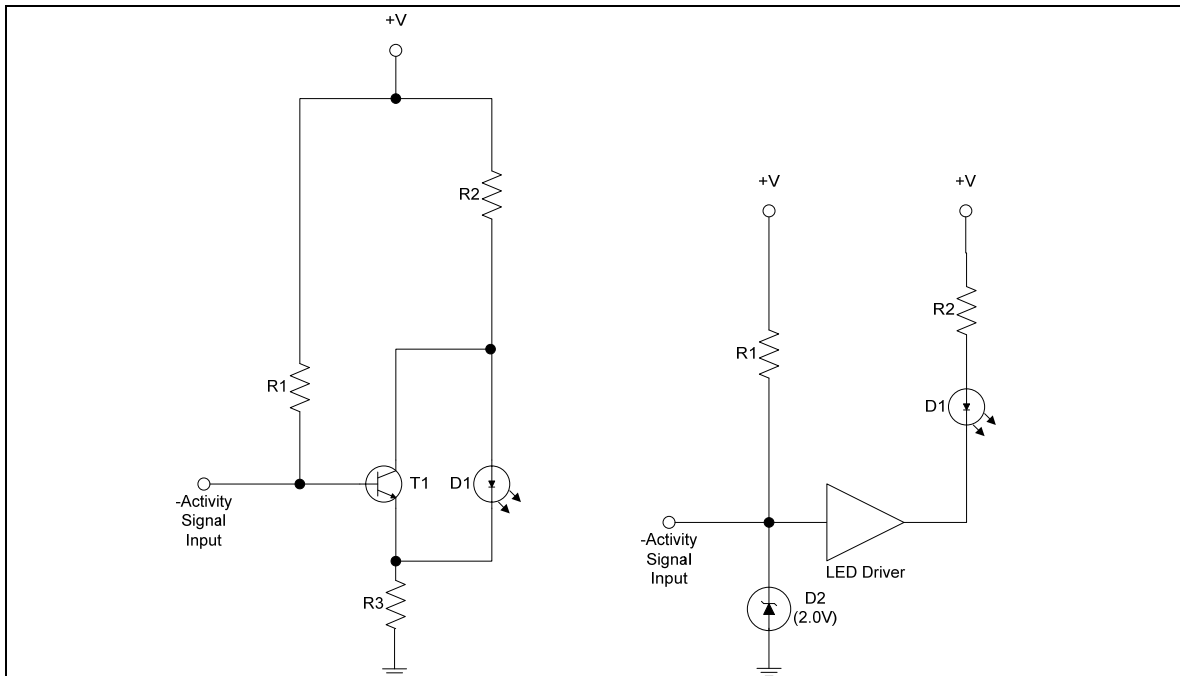 +V
R2
R1
T1
D1
-Activity
Signal
Input
R3
+V
+V
R1
R2
D1
-Activity
Signal
Input
LED Driver
D2
(2.0V)